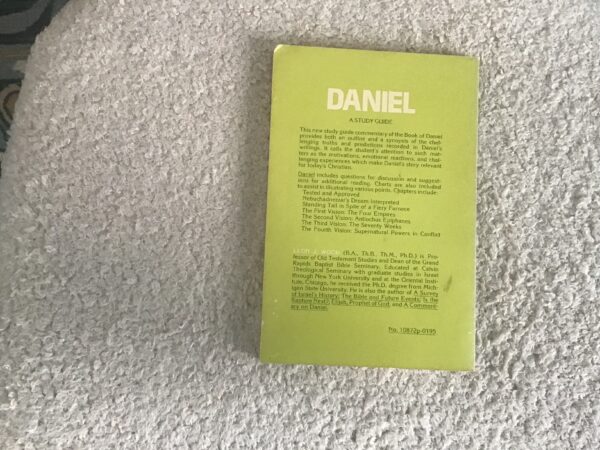 DANIEL
A STUDY GUIDE
This new study guide commentary of the Book of Daniel
provides both an outline and a synopsis of the chal-
lenging truths and predictions recorded in Daniel's
writings. It calls the student's attention to such mat-
ters as the motivations, emotional reactions, and chal-
lenging experiences which make Daniel's story relevant
for today's Christian.
Daniel includes questions for discussion and suggest-
ions for additional reading. Charts are also included
to assist in illustrating various points. Chapters include:
Tested and Approved
Nebuchadnezzar's Dream Interpreted
Standing Tall in Spite of a Fiery Furnace
The First Vision: The Four Empires
The Second Vision: Antiochus Epiphanes
The Third Vision: The Seventy Weeks
The Fourth Vision: Supernatural Powers in Conflict
LEON J. WOOD (B.A., Th.B., Th.M., Ph.D.) is Pro-
fessor of Old Testement Studies and Dean of the Grand
Rapids Baptist Bible Seminary. Educated at Calvin
Theological Seminary with graduate studies in Israel
through New York University and at the Oriental Insti-
tute, Chicago, he received the Ph.D. degree from Mich-
igan State University. He is also the author of A Survey
of Israel's History; The Bible and Future Events; Is the
Rapture Next?; Elijah, Prophet of God; and A Comment-
ary on Daniel.
No. 10872p-0195